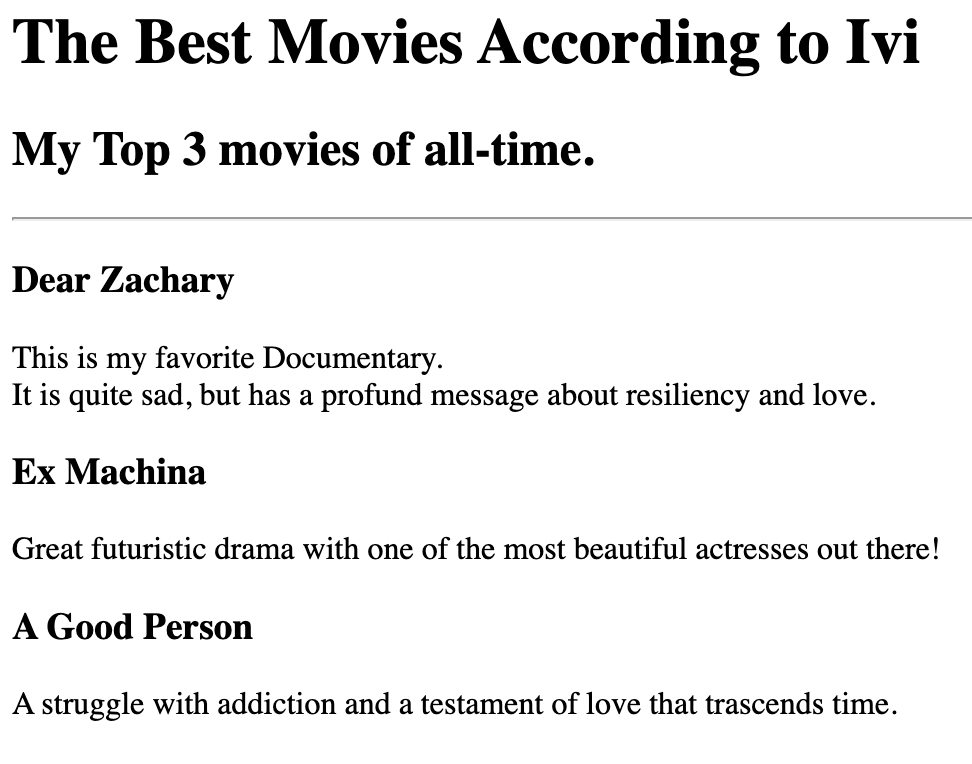 The Best Movies According to Ivi
My Top 3 movies of all-time.
Dear Zachary
This is my favorite Documentary.
It is quite sad, but has a profund message about resiliency and love.
Ex Machina
Great futuristic drama with one of the most beautiful actresses out there!
A Good Person
A struggle with addiction and a testament of love that trascends time.